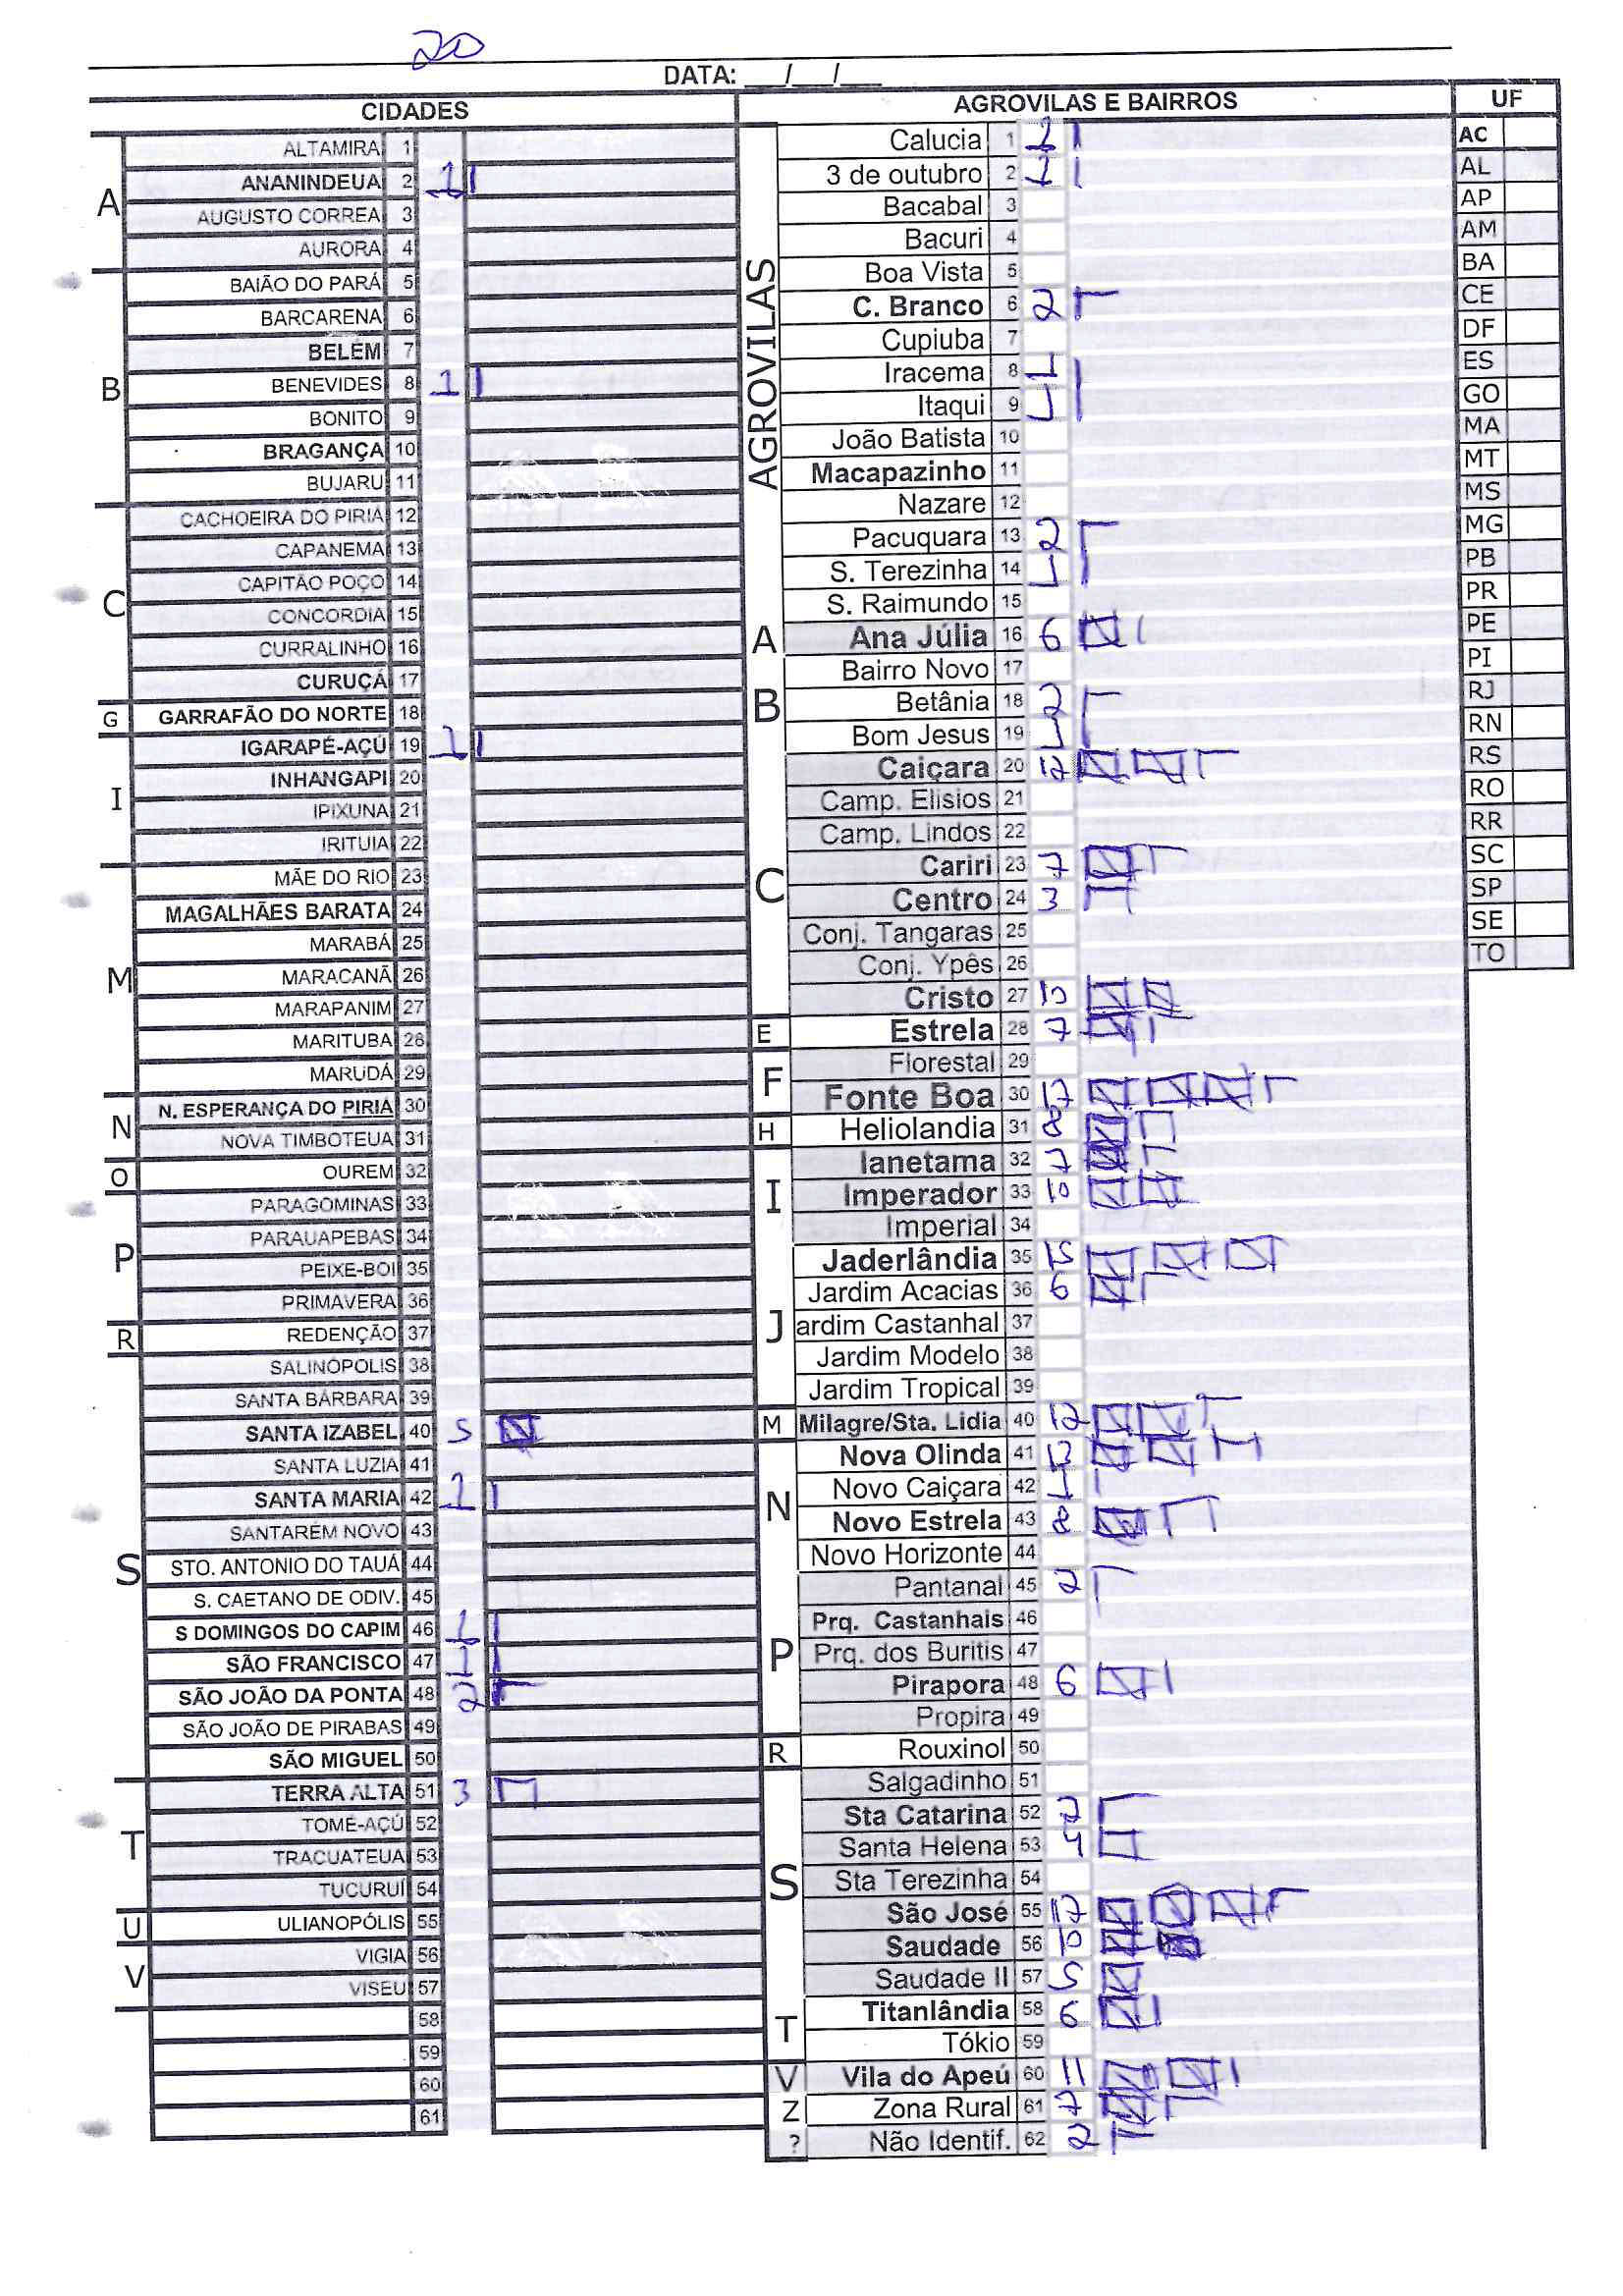 20
DATA: __/__/__
CIDADES
A
ALTAMIRA 1
ANANINDEUA 2 1
AUGUSTO CORREA 3
AURORA 4
B
BAIÃO DO PARÁ 5
BARCARENA 6
BELÉM 7
BENEVIDES 8 1
BONITO 9
BRAGANÇA 10
BUJARU 11
C
CACHOEIRA DO PIRIÁ 12
CAPANEMA 13
CAPITÃO POÇO 14
CONCORDIA 15
CURRALINHO 16
CURUÇÁ 17
G
GARRAFÃO DO NORTE 18
I
IGARAPÉ-AÇÚ 19 1
INHANGAPI 20
IPIXUNA 21
IRITUIA 22
M
MÃE DO RIO 23
MAGALHÃES BARATA 24
MARABÁ 25
MARACANÃ 26
MARAPANIM 27
MARITUBA 28
MARUDÁ 29
N
N. ESPERANÇA DO PIRIA 30
NOVA TIMBOTEUA 31
O
OUREM 32
P
PARAGOMINAS 33
PARAUAPEBAS 34
PEIXE-BOI 35
PRIMAVERA 36
R
REDENÇÃO 37
S
SALINÓPOLIS 38
SANTA BÁRBARA 39
SANTA IZABEL 40 5
SANTA LUZIA 41
SANTA MARIA 42 1
SANTARÉM NOVO 43
STO. ANTONIO DO TAUÁ 44
S. CAETANO DE ODIV. 45
S DOMINGOS DO CAPIM 46 1
SÃO FRANCISCO 47 1
SÃO JOÃO DA PONTA 48 2
SÃO JOÃO DE PIRABAS 49
SÃO MIGUEL 50
T
TERRA ALTA 51 3
TOMÉ-AÇÚ 52
TRACUATEUA 53
TUCURUÍ 54
U
ULIANOPÓLIS 55
V
VIGIA 56
VISEU 57
58
59
60
61
AGROVILAS E BAIRROS
AGROVILAS
Calucia 1 1
3 de outubro 2 1
Bacabal 3
Bacuri 4
Boa Vista 5
C. Branco 6 2
Cupiuba 7
Iracema 8 1
Itaqui 9 1
João Batista 10
Macapazinho 11
Nazare 12
Pacuquara 13 2
S. Terezinha 14 1
S. Raimundo 15
A
Ana Júlia 16 6
B
Bairro Novo 17
Betânia 18 2
Bom Jesus 19 1
C
Caiçara 20 12
Camp. Elisios 21
Camp. Lindos 22
Cariri 23 7
Centro 24 3
Conj. Tangaras 25
Conj. Ypês 26
Cristo 27 10
E
Estrela 28 7
F
Florestal 29
Fonte Boa 30 17
H
Heliolandia 31 8
I
Ianetama 32 7
Imperador 33 10
Imperial 34
J
Jaderlândia 35 15
Jardim Acacias 36 6
ardim Castanhal 37
Jardim Modelo 38
Jardim Tropical 39
M
Milagre/Sta. Lidia 40 12
N
Nova Olinda 41 13
Novo Caiçara 42 1
Novo Estrela 43 8
Novo Horizonte 44
P
Pantanal 45 2
Prq. Castanhais 46
Prq. dos Buritis 47
Pirapora 48 6
Propira 49
R
Rouxinol 50
S
Salgadinho 51
Sta Catarina 52 2
Santa Helena 53 4
Sta Terezinha 54
São José 55 17
Saudade 56 10
Saudade II 57 5
T
Titanlândia 58 6
Tókio 59
V
Vila do Apeú 60 11
Z
Zona Rural 61 7
?
Não Identif. 62 2
UF
AC
AL
AP
AM
BA
CE
DF
ES
GO
MA
MT
MS
MG
PB
PR
PE
PI
RJ
RN
RS
RO
RR
SC
SP
SE
TO